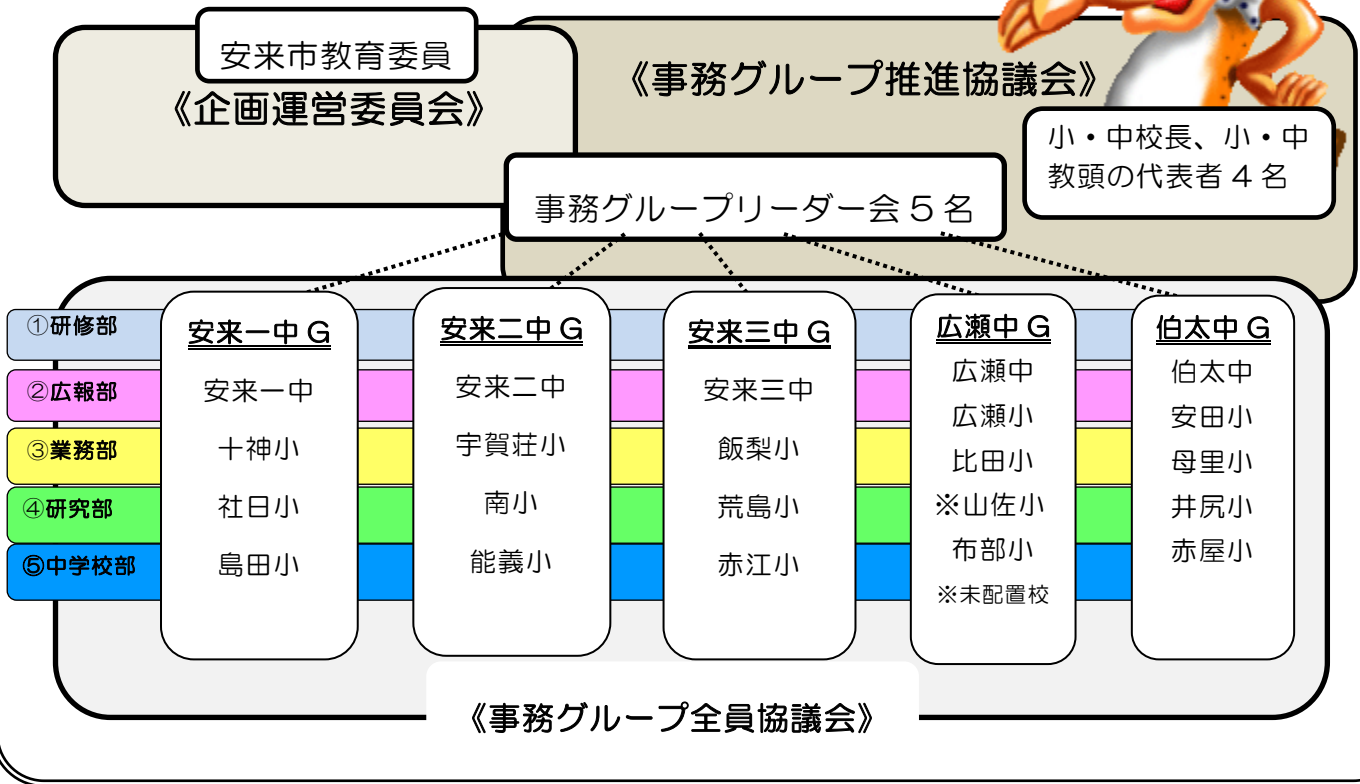 安来市教育委員
《企画運営委員会》
《事務グループ推進協議会》
小・中校長、小・中
教頭の代表者４名
事務グループリーダー会５名
①研修部
②広報部
③業務部
④研究部
⑤中学校部
安来一中Ｇ
安来一中
十神小
社日小
島田小
安来二中Ｇ
安来二中
宇賀荘小
南小
能義小
安来三中Ｇ
安来三中
飯梨小
荒島小
赤江小
広瀬中Ｇ
広瀬中
広瀬小
比田小
※山佐小
布部小
※未配置校
伯太中Ｇ
伯太中
安田小
母里小
井尻小
赤屋小
《事務グループ全員協議会》